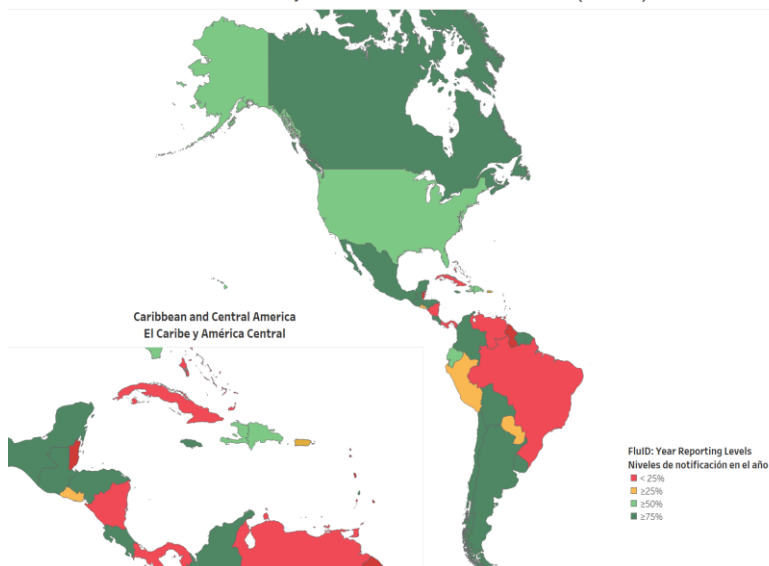 Caribbean and Central America
El Caribe y América Central
FluID: Year Reporting Levels
Niveles de notificación en el año
< 25%
≥25%
≥50%
≥75%